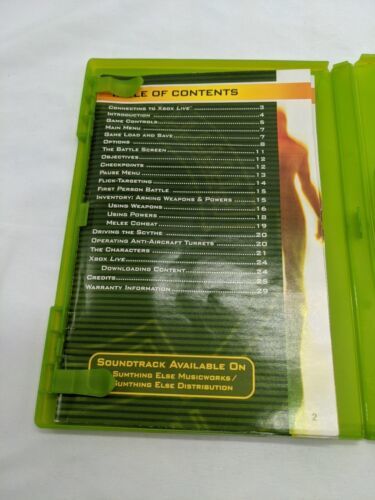 TABLE OF CONTENTS
CONNECTING TO XBOX LIVE™ 3
INTRODUCTION 4
GAME CONTROLS 6
MAIN MENU 7
GAME LOAD AND SAVE 7
OPTIONS 8
THE BATTLE SCREEN 11
OBJECTIVES 12
CHECKPOINTS 12
PAUSE MENU 13
FLICK-TARGETING 14
FIRST PERSON BATTLE 15
INVENTORY: ARMING WEAPONS & POWERS 15
USING WEAPONS 16
USING POWERS 18
MELEE COMBAT 19
DRIVING THE SCYTHE 20
OPERATING ANTI-AIRCRAFT TURRETS 20
THE CHARACTERS 21
XBOX LIVE 24
DOWNLOADING CONTENT 24
CREDITS 25
WARRANTY INFORMATION 29
SOUNDTRACK AVAILABLE ON
SUMTHING ELSE MUSICWORKS/
SUMTHING ELSE DISTRIBUTION
2